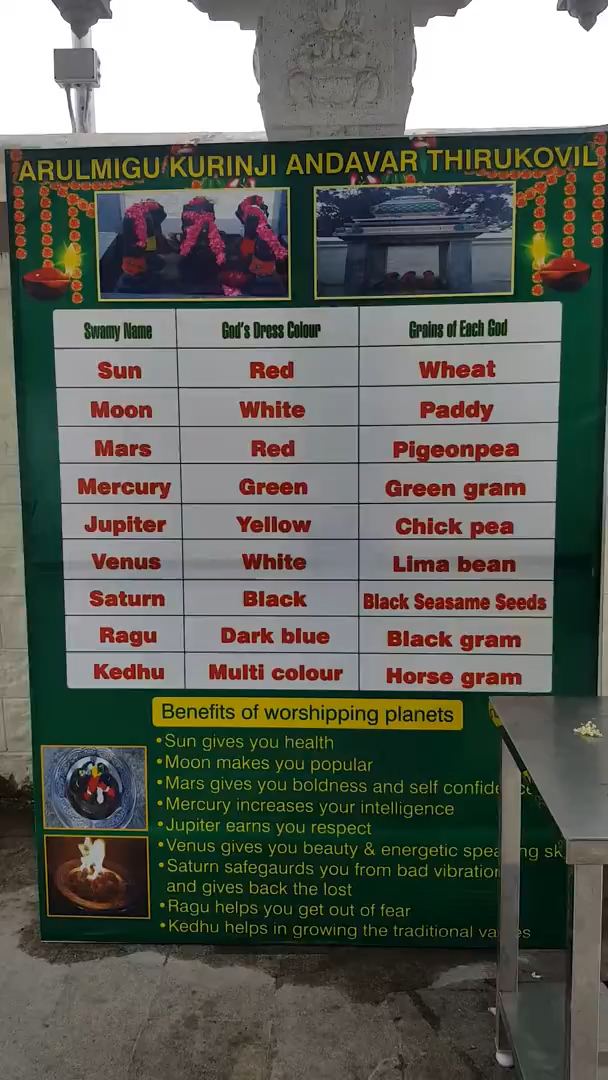 ARULMIGU KURINJI ANDAVAR THIRUKOVIL
Swamy Name God's Dress Colour Grains of Each God
Sun Red Wheat
Moon White Paddy
Mars Red Pigeonpea
Mercury Green Green gram
Jupiter Yellow Chick pea
Venus White Lima bean
Saturn Black Black Seasame Seeds
Ragu Dark blue Black gram
Kedhu Multi colour Horse gram
Benefits of worshipping planets
•Sun gives you health
•Moon makes you popular
•Mars gives you boldness and self confidence
•Mercury increases your intelligence
•Jupiter earns you respect
•Venus gives you beauty & energetic speaking
•Saturn safegaurds you from bad vibration
and gives back the lost
•Ragu helps you get out of fear
•Kedhu helps in growing the traditional values